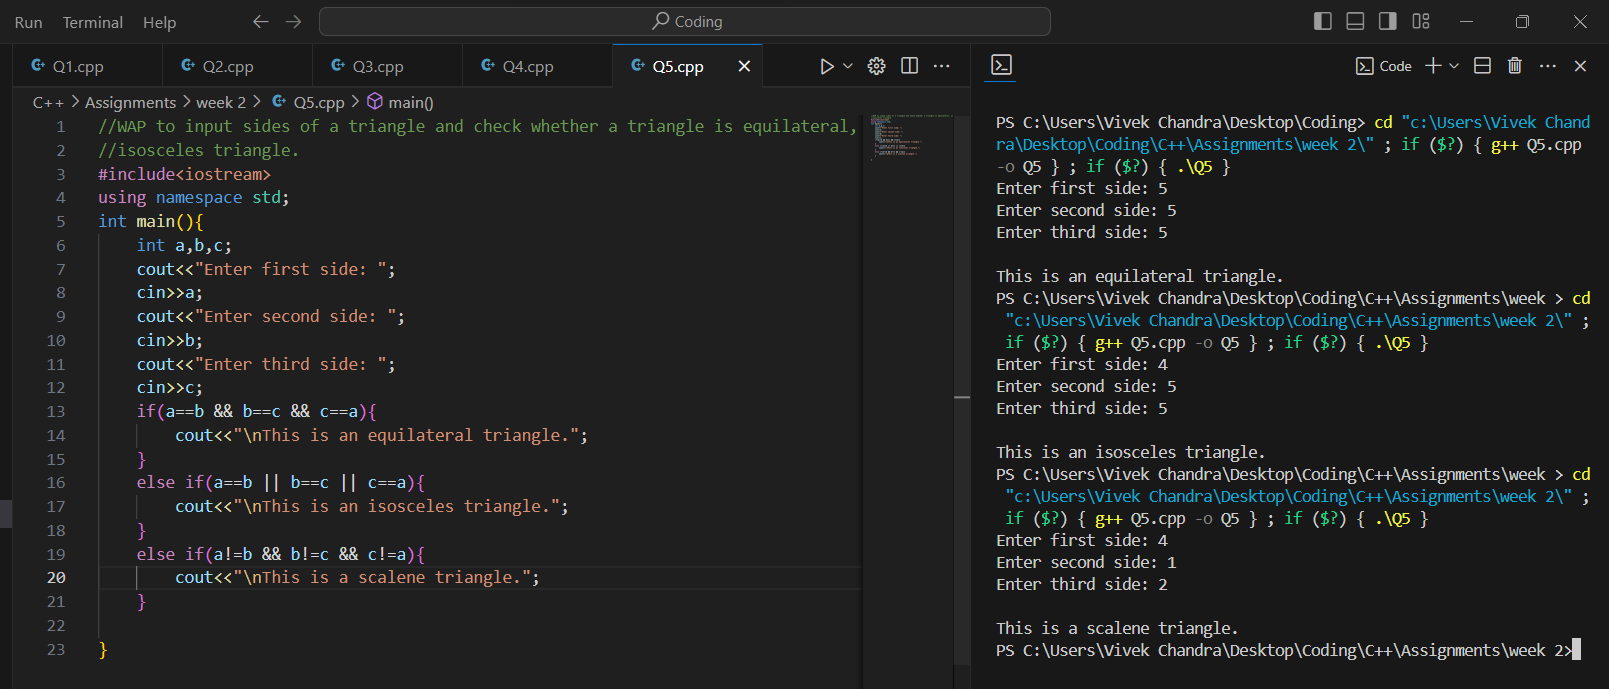 Run Terminal Help
Coding
Q1.cpp Q2.cpp Q3.cpp Q4.cpp Q5.cpp
C++ > Assignments > week 2 > Q5.cpp > main()
1 //WAP to input sides of a triangle and check whether a triangle is equilateral,
2 //isosceles triangle.
3 #include<iostream>
4 using namespace std;
5 int main(){
6 int a,b,c;
7 cout<<"Enter first side: ";
8 cin>>a;
9 cout<<"Enter second side: ";
10 cin>>b;
11 cout<<"Enter third side: ";
12 cin>>c;
13 if(a==b && b==c && c==a){
14 cout<<"\nThis is an equilateral triangle.";
15 }
16 else if(a==b || b==c || c==a){
17 cout<<"\nThis is an isosceles triangle.";
18 }
19 else if(a!=b && b!=c && c!=a){
20 cout<<"\nThis is a scalene triangle.";
21 }
22
23 }
Code
PS C:\Users\Vivek Chandra\Desktop\Coding> cd "c:\Users\Vivek Chand
ra\Desktop\Coding\C++\Assignments\week 2\" ; if ($?) { g++ Q5.cpp
-o Q5 } ; if ($?) { .\Q5 }
Enter first side: 5
Enter second side: 5
Enter third side: 5
This is an equilateral triangle.
PS C:\Users\Vivek Chandra\Desktop\Coding\C++\Assignments\week > cd
"c:\Users\Vivek Chandra\Desktop\Coding\C++\Assignments\week 2\" ;
if ($?) { g++ Q5.cpp -o Q5 } ; if ($?) { .\Q5 }
Enter first side: 4
Enter second side: 5
Enter third side: 5
This is an isosceles triangle.
PS C:\Users\Vivek Chandra\Desktop\Coding\C++\Assignments\week > cd
"c:\Users\Vivek Chandra\Desktop\Coding\C++\Assignments\week 2\" ;
if ($?) { g++ Q5.cpp -o Q5 } ; if ($?) { .\Q5 }
Enter first side: 4
Enter second side: 1
Enter third side: 2
This is a scalene triangle.
PS C:\Users\Vivek Chandra\Desktop\Coding\C++\Assignments\week 2>